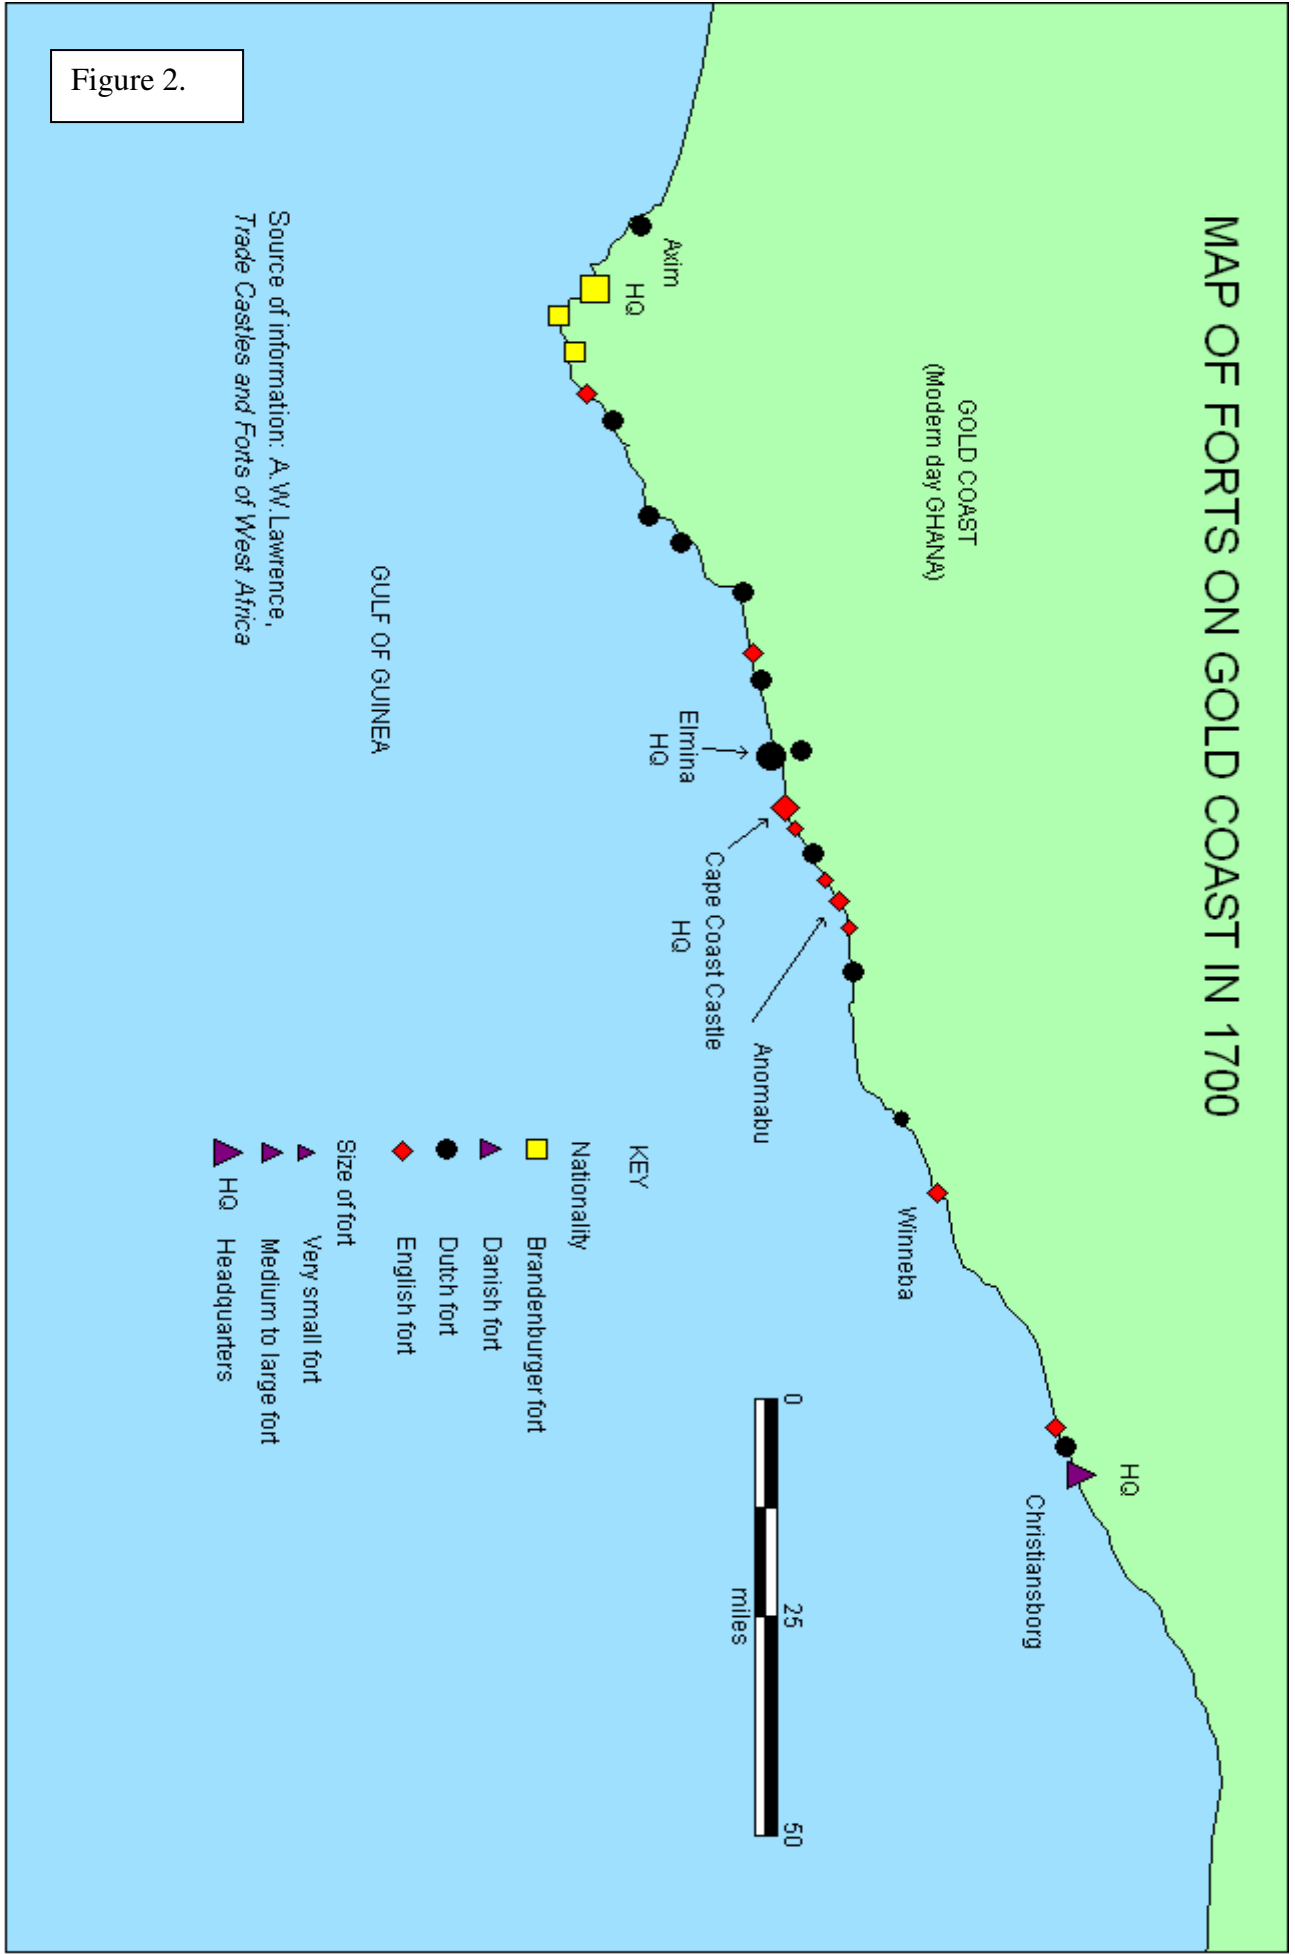 Figure 2.
MAP OF FORTS ON GOLD COAST IN 1700
GOLD COAST
(Modern day GHANA)
Axim
HQ
Elmina
HQ
Cape Coast Castle
HQ
Anomabu
Winneba
HQ
Christiansborg
GULF OF GUINEA
Source of information: A.W.Lawrence,
Trade Castles and Forts of West Africa
0 25 50
miles
KEY
Nationality
Brandenburger fort
Danish fort
Dutch fort
English fort
Size of fort
Very small fort
Medium to large fort
HQ Headquarters